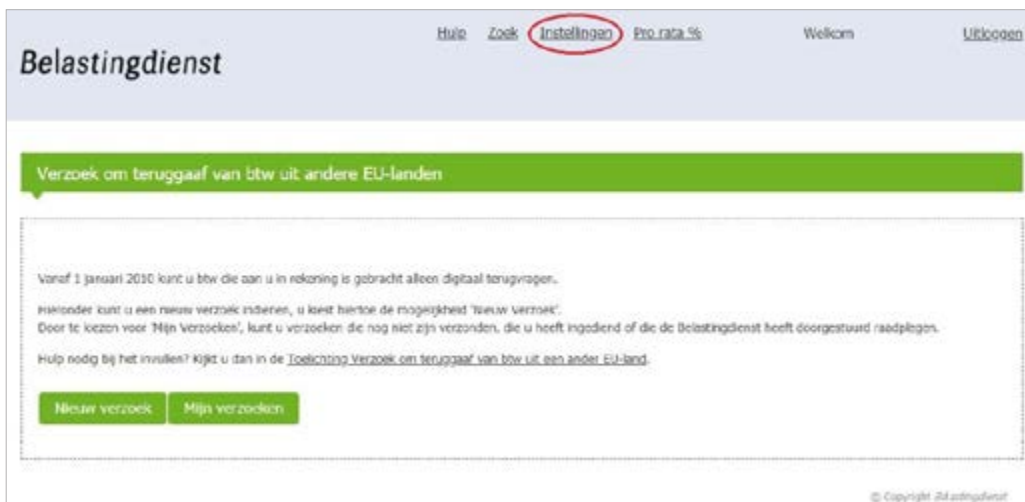 Hulp Zoek Instellingen Pro rata % Welkom Uitloggen
Belastingdienst
Verzoek om teruggaaf van btw uit andere EU-landen
Vanaf 1 januari 2010 kunt u btw die aan u in rekening is gebracht alleen digitaal terugvragen.
Hieronder kunt u een nieuw verzoek indienen, u kiest hiertoe de mogelijkheid 'Nieuw Verzoek'.
Door te kiezen voor 'Mijn Verzoeken', kunt u verzoeken die nog niet zijn verzonden, die u heeft ingediend of die de Belastingdienst heeft doorgestuurd raadplegen.
Hulp nodig bij het invullen? Kijkt u dan in de Toelichting Verzoek om teruggaaf van btw uit een ander EU-land.
Nieuw verzoek Mijn verzoeken
© Copyright Belastingdienst